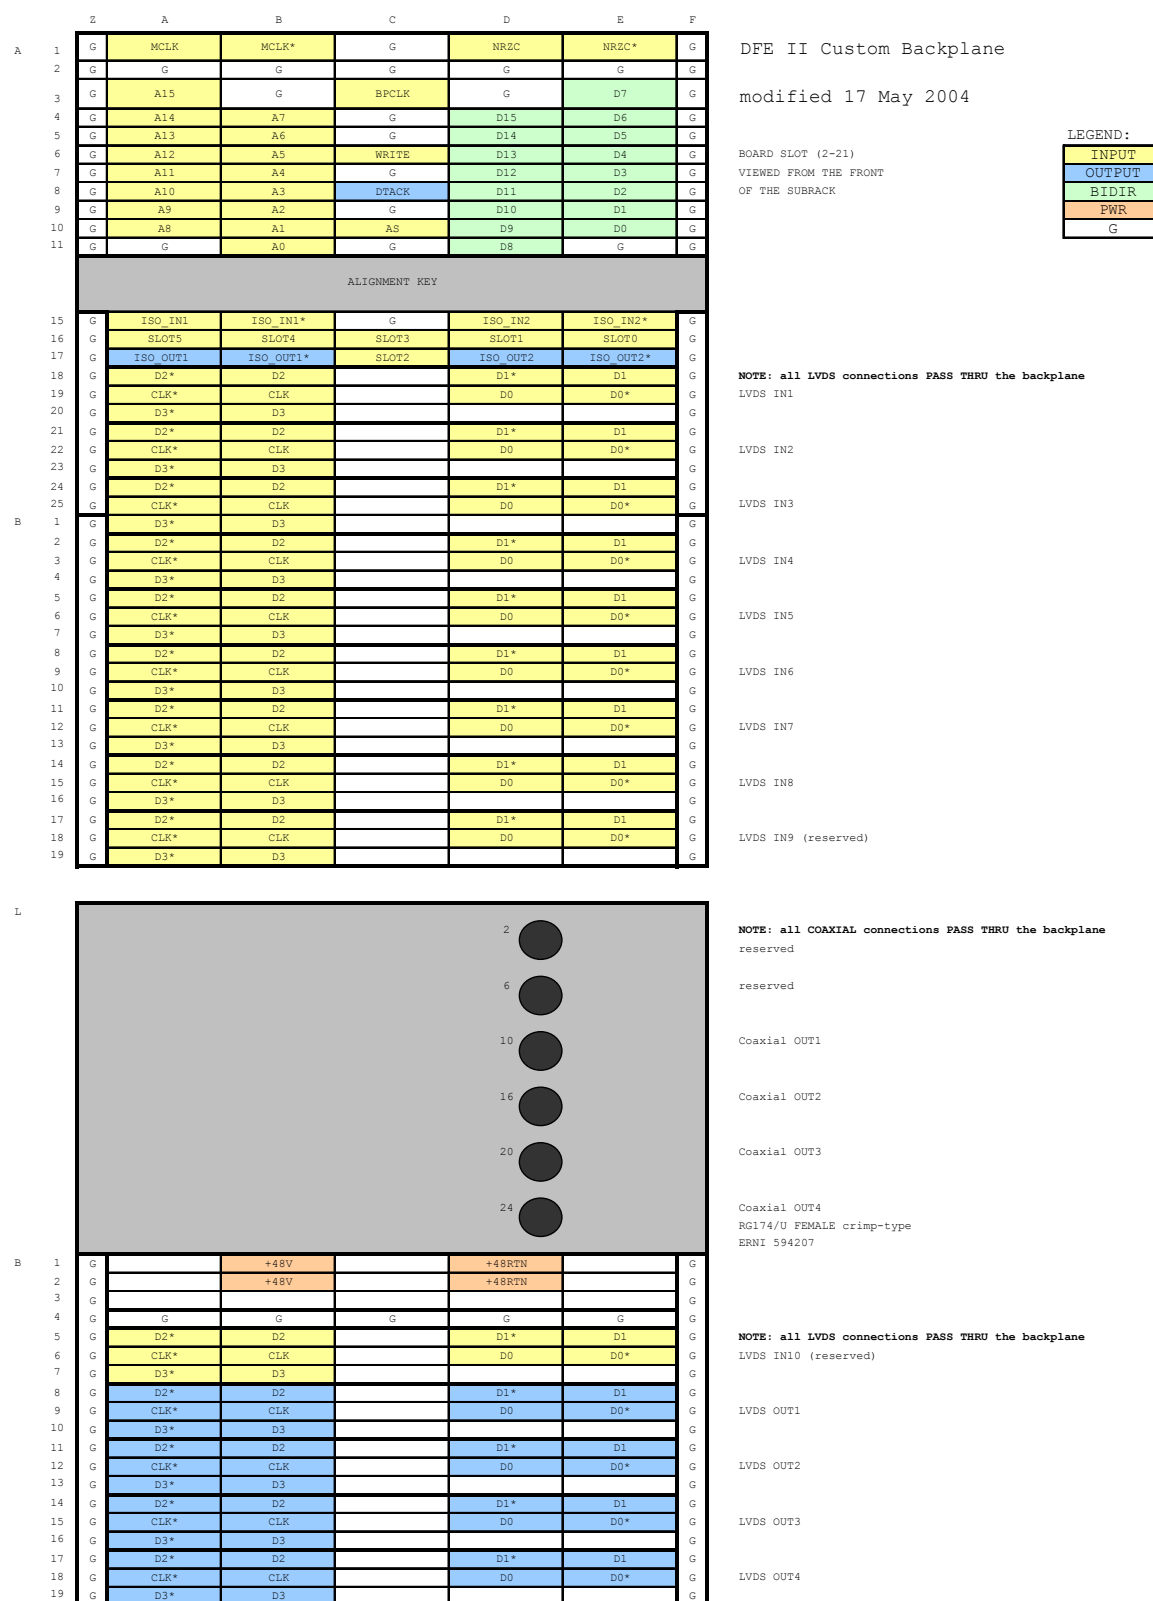 Z A B C D E F
A 1 G MCLK MCLK* G NRZC NRZC* G DFE II Custom Backplane
2 G G G G G G G
3 G A15 G BPCLK G D7 G modified 17 May 2004
4 G A14 A7 G D15 D6 G
5 G A13 A6 G D14 D5 G LEGEND:
6 G A12 A5 WRITE D13 D4 G BOARD SLOT (2-21) INPUT
7 G A11 A4 G D12 D3 G VIEWED FROM THE FRONT OUTPUT
8 G A10 A3 DTACK D11 D2 G OF THE SUBRACK BIDIR
9 G A9 A2 G D10 D1 G PWR
10 G A8 A1 AS D9 D0 G G
11 G G A0 G D8 G G
ALIGNMENT KEY
15 G ISO_IN1 ISO_IN1* G ISO_IN2 ISO_IN2* G
16 G SLOT5 SLOT4 SLOT3 SLOT1 SLOT0 G
17 G ISO_OUT1 ISO_OUT1* SLOT2 ISO_OUT2 ISO_OUT2* G
18 G D2* D2 D1* D1 G NOTE: all LVDS connections PASS THRU the backplane
19 G CLK* CLK D0 D0* G LVDS IN1
20 G D3* D3 G
21 G D2* D2 D1* D1 G
22 G CLK* CLK D0 D0* G LVDS IN2
23 G D3* D3 G
24 G D2* D2 D1* D1 G
25 G CLK* CLK D0 D0* G LVDS IN3
B 1 G D3* D3 G
2 G D2* D2 D1* D1 G
3 G CLK* CLK D0 D0* G LVDS IN4
4 G D3* D3 G
5 G D2* D2 D1* D1 G
6 G CLK* CLK D0 D0* G LVDS IN5
7 G D3* D3 G
8 G D2* D2 D1* D1 G
9 G CLK* CLK D0 D0* G LVDS IN6
10 G D3* D3 G
11 G D2* D2 D1* D1 G
12 G CLK* CLK D0 D0* G LVDS IN7
13 G D3* D3 G
14 G D2* D2 D1* D1 G
15 G CLK* CLK D0 D0* G LVDS IN8
16 G D3* D3 G
17 G D2* D2 D1* D1 G
18 G CLK* CLK D0 D0* G LVDS IN9 (reserved)
19 G D3* D3 G
L
2 NOTE: all COAXIAL connections PASS THRU the backplane
reserved
6 reserved
10 Coaxial OUT1
16 Coaxial OUT2
20 Coaxial OUT3
24 Coaxial OUT4
RG174/U FEMALE crimp-type
ERNI 594207
B 1 G +48V +48RTN G
2 G +48V +48RTN G
3 G G
4 G G G G G G G
5 G D2* D2 D1* D1 G NOTE: all LVDS connections PASS THRU the backplane
6 G CLK* CLK D0 D0* G LVDS IN10 (reserved)
7 G D3* D3 G
8 G D2* D2 D1* D1 G
9 G CLK* CLK D0 D0* G LVDS OUT1
10 G D3* D3 G
11 G D2* D2 D1* D1 G
12 G CLK* CLK D0 D0* G LVDS OUT2
13 G D3* D3 G
14 G D2* D2 D1* D1 G
15 G CLK* CLK D0 D0* G LVDS OUT3
16 G D3* D3 G
17 G D2* D2 D1* D1 G
18 G CLK* CLK D0 D0* G LVDS OUT4
19 G D3* D3 G